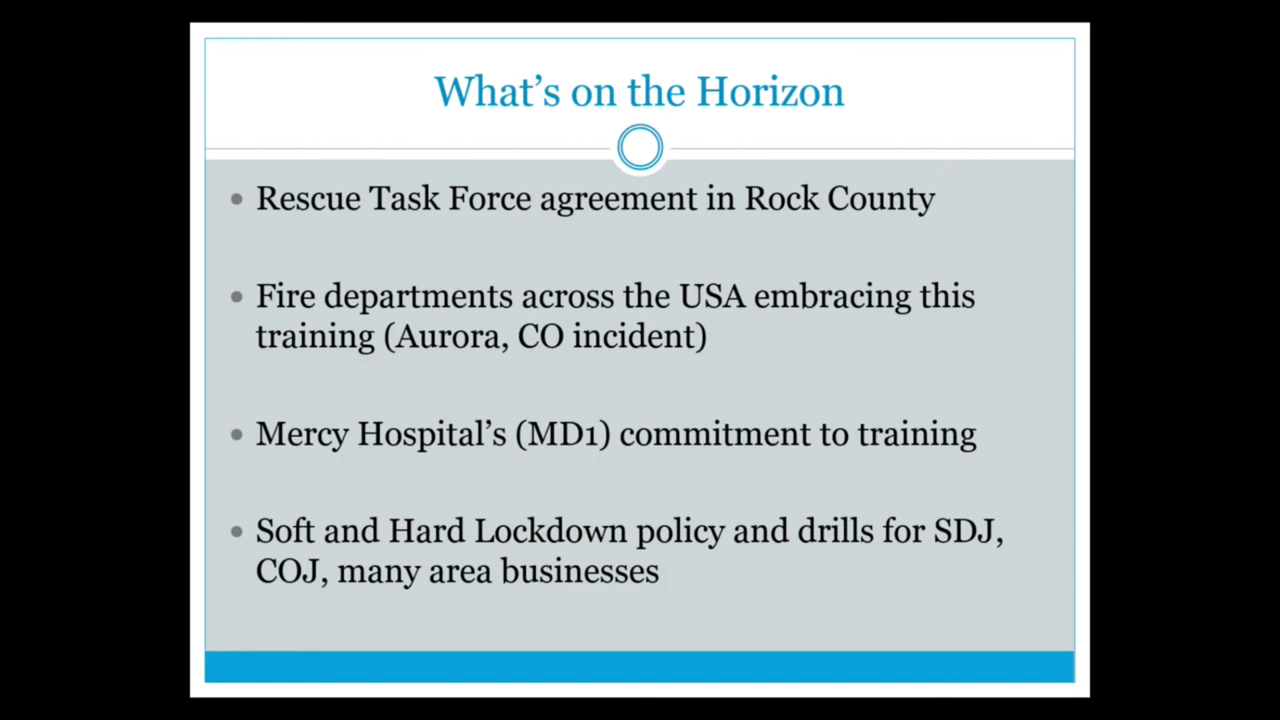 What's on the Horizon
• Rescue Task Force agreement in Rock County
• Fire departments across the USA embracing this
training (Aurora, CO incident)
• Mercy Hospital's (MD1) commitment to training
• Soft and Hard Lockdown policy and drills for SDJ,
COJ, many area businesses